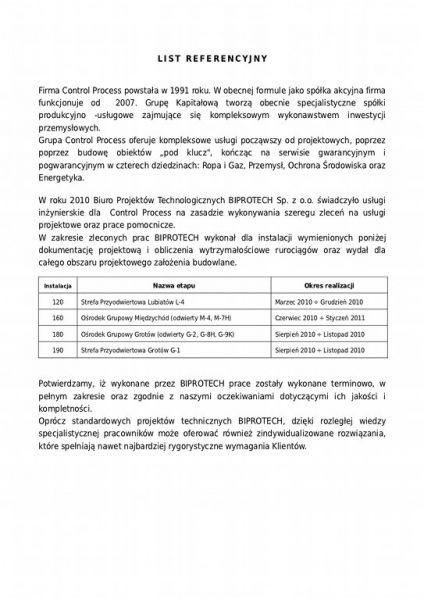 LIST REFERENCYJNY
Firma Control Process powstała w 1991 roku. W obecnej formule jako spółka akcyjna firma
funkcjonuje od 2007. Grupę Kapitałową tworzą obecnie specjalistyczne spółki
produkcyjno -usługowe zajmujące się kompleksowym wykonawstwem inwestycji
przemysłowych.
Grupa Control Process oferuje kompleksowe usługi począwszy od projektowych, poprzez
poprzez budowę obiektów „pod klucz", kończąc na serwisie gwarancyjnym i
pogwarancyjnym w czterech dziedzinach: Ropa i Gaz, Przemysł, Ochrona Środowiska oraz
Energetyka.
W roku 2010 Biuro Projektów Technologicznych BIPROTECH Sp. z o.o. świadczyło usługi
inżynierskie dla Control Process na zasadzie wykonywania szeregu zleceń na usługi
projektowe oraz prace pomocnicze.
W zakresie zleconych prac BIPROTECH wykonał dla instalacji wymienionych poniżej
dokumentację projektową i obliczenia wytrzymałościowe rurociągów oraz wydał dla
całego obszaru projektowego założenia budowlane.
Instalacja Nazwa etapu Okres realizacji
120 Strefa Przyodwiertowa Lubiatów L-4 Marzec 2010 ÷ Grudzień 2010
160 Ośrodek Grupowy Międzychód (odwierty M-4, M-7H) Czerwiec 2010 ÷ Styczeń 2011
180 Ośrodek Grupowy Grotów (odwierty G-2, G-8H, G-9K) Sierpień 2010 ÷ Listopad 2010
190 Strefa Przyodwiertowa Grotów G-1 Sierpień 2010 ÷ Listopad 2010
Potwierdzamy, iż wykonane przez BIPROTECH prace zostały wykonane terminowo, w
pełnym zakresie oraz zgodnie z naszymi oczekiwaniami dotyczącymi ich jakości i
kompletności.
Oprócz standardowych projektów technicznych BIPROTECH, dzięki rozległej wiedzy
specjalistycznej pracowników może oferować również zindywidualizowane rozwiązania,
które spełniają nawet najbardziej rygorystyczne wymagania Klientów.